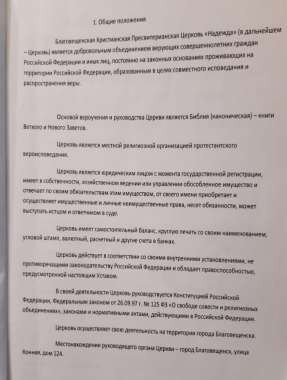 1. Общие положения
Благовещенская Христианская Пресвитерианская Церковь «Надежда» (в дальнейшем
– Церковь) является добровольным объединением верующих совершеннолетних граждан
Российской Федерации и иных лиц, постоянно на законных основаниях проживающих на
территории Российской Федерации, образованным в целях совместного исповедания и
распространения веры.
Основой вероучения и руководства Церкви является Библия (каноническая) – книги
Ветхого и Нового Заветов.
Церковь является местной религиозной организацией протестантского
вероисповедания.
Церковь является юридическим лицом с момента государственной регистрации,
имеет в собственности, хозяйственном ведении или управлении обособленное имущество и
отвечает по своим обязательствам этим имуществом, от своего имени приобретает и
осуществляет имущественные и личные неимущественные права, несет обязанности, может
выступать истцом и ответчиком в суде.
Церковь имеет самостоятельный баланс, круглую печать со своим наименованием,
угловой штамп, валютный, расчетный и другие счета в банках.
Церковь действует в соответствии со своими внутренними установлениями, не
противоречащими законодательству Российской Федерации и обладает правоспособностью,
предусмотренной настоящим Уставом.
В своей деятельности Церковь руководствуется Конституцией Российской
Федерации, Федеральным законом от 26.09.97 г. № 125 ФЗ «О свободе совести и религиозных
объединениях», законами и нормативными актами, действующими в Российской Федерации.
Церковь осуществляет свою деятельность на территории города Благовещенска.
Местонахождение руководящего органа Церкви – город Благовещенск, улица
Конная, дом 12А.